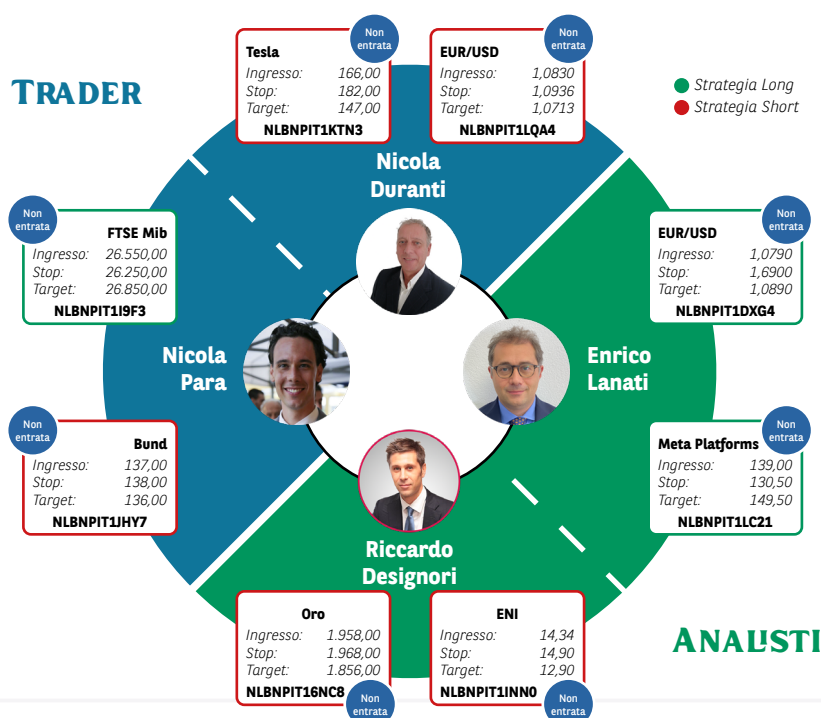 TRADER
Non
entrata
Tesla
Ingresso: 166,00
Stop: 182,00
Target: 147,00
NLBNPIT1KTN3
Non
entrata
EUR/USD
Ingresso: 1,0830
Stop: 1,0936
Target: 1,0713
NLBNPIT1LQA4
Strategia Long
Strategia Short
Nicola
Duranti
Non
entrata
FTSE Mib
Ingresso: 26.550,00
Stop: 26.250,00
Target: 26.850,00
NLBNPIT1I9F3
Non
entrata
EUR/USD
Ingresso: 1,0790
Stop: 1,6900
Target: 1,0890
NLBNPIT1DXG4
Nicola
Para
Enrico
Lanati
Non
entrata
Bund
Ingresso: 137,00
Stop: 138,00
Target: 136,00
NLBNPIT1JHY7
Non
entrata
Meta Platforms
Ingresso: 139,00
Stop: 130,50
Target: 149,50
NLBNPIT1LC21
Riccardo
Designori
Oro
Ingresso: 1.958,00
Stop: 1.968,00
Target: 1.856,00
NLBNPIT16NC8
Non
entrata
ENI
Ingresso: 14,34
Stop: 14,90
Target: 12,90
NLBNPIT1INN0
Non
entrata
ANALISTI